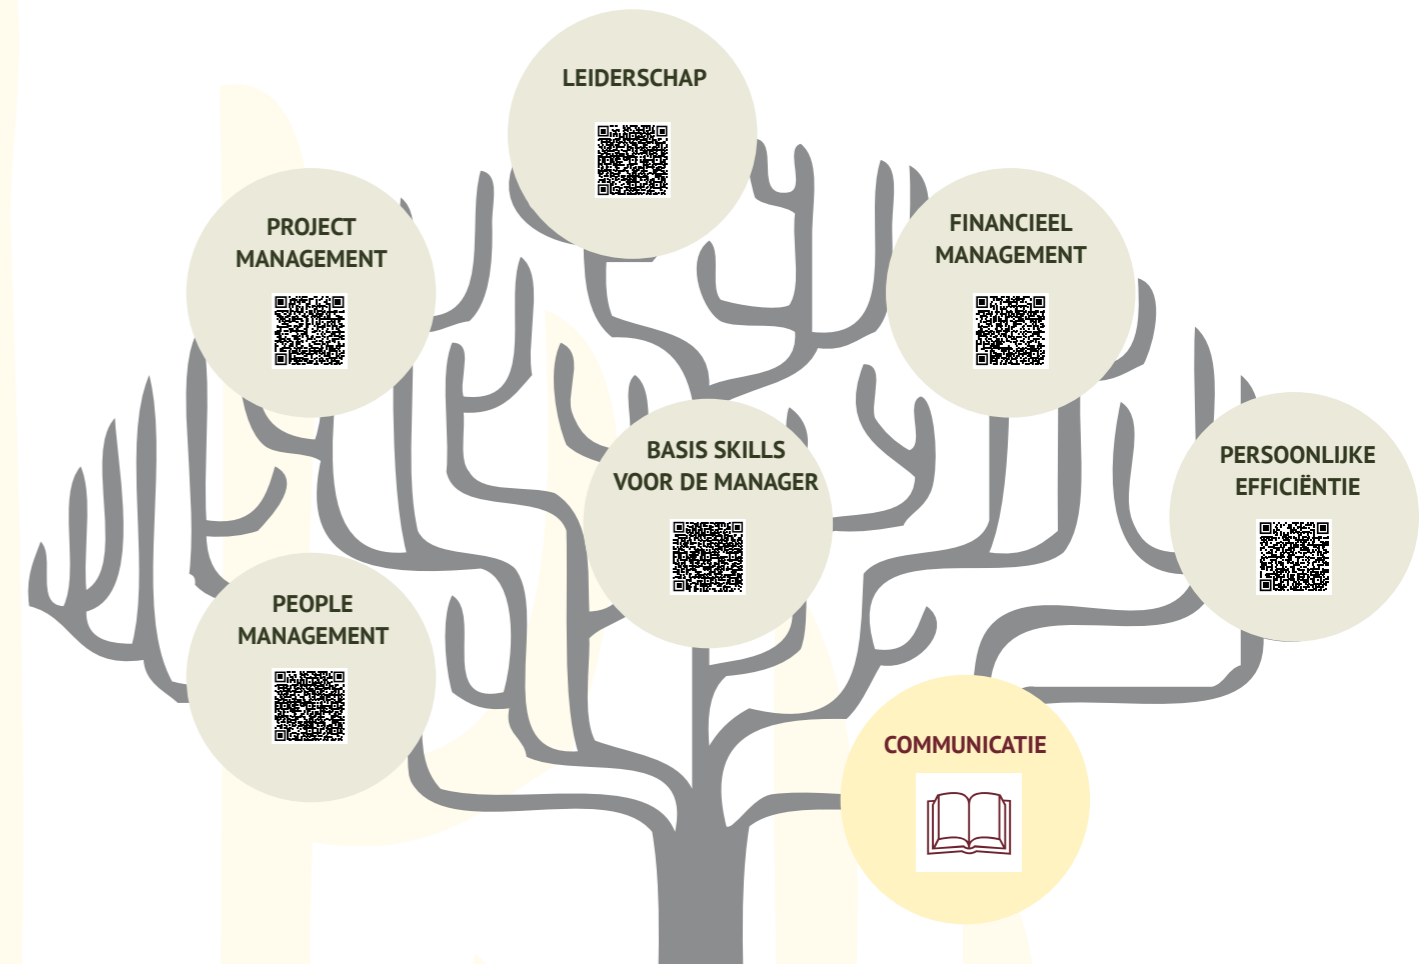 LEIDERSCHAP
PROJECT
MANAGEMENT
FINANCIEEL
MANAGEMENT
BASIS SKILLS
VOOR DE MANAGER
PERSOONLIJKE
EFFICIËNTIE
PEOPLE
MANAGEMENT
COMMUNICATIE